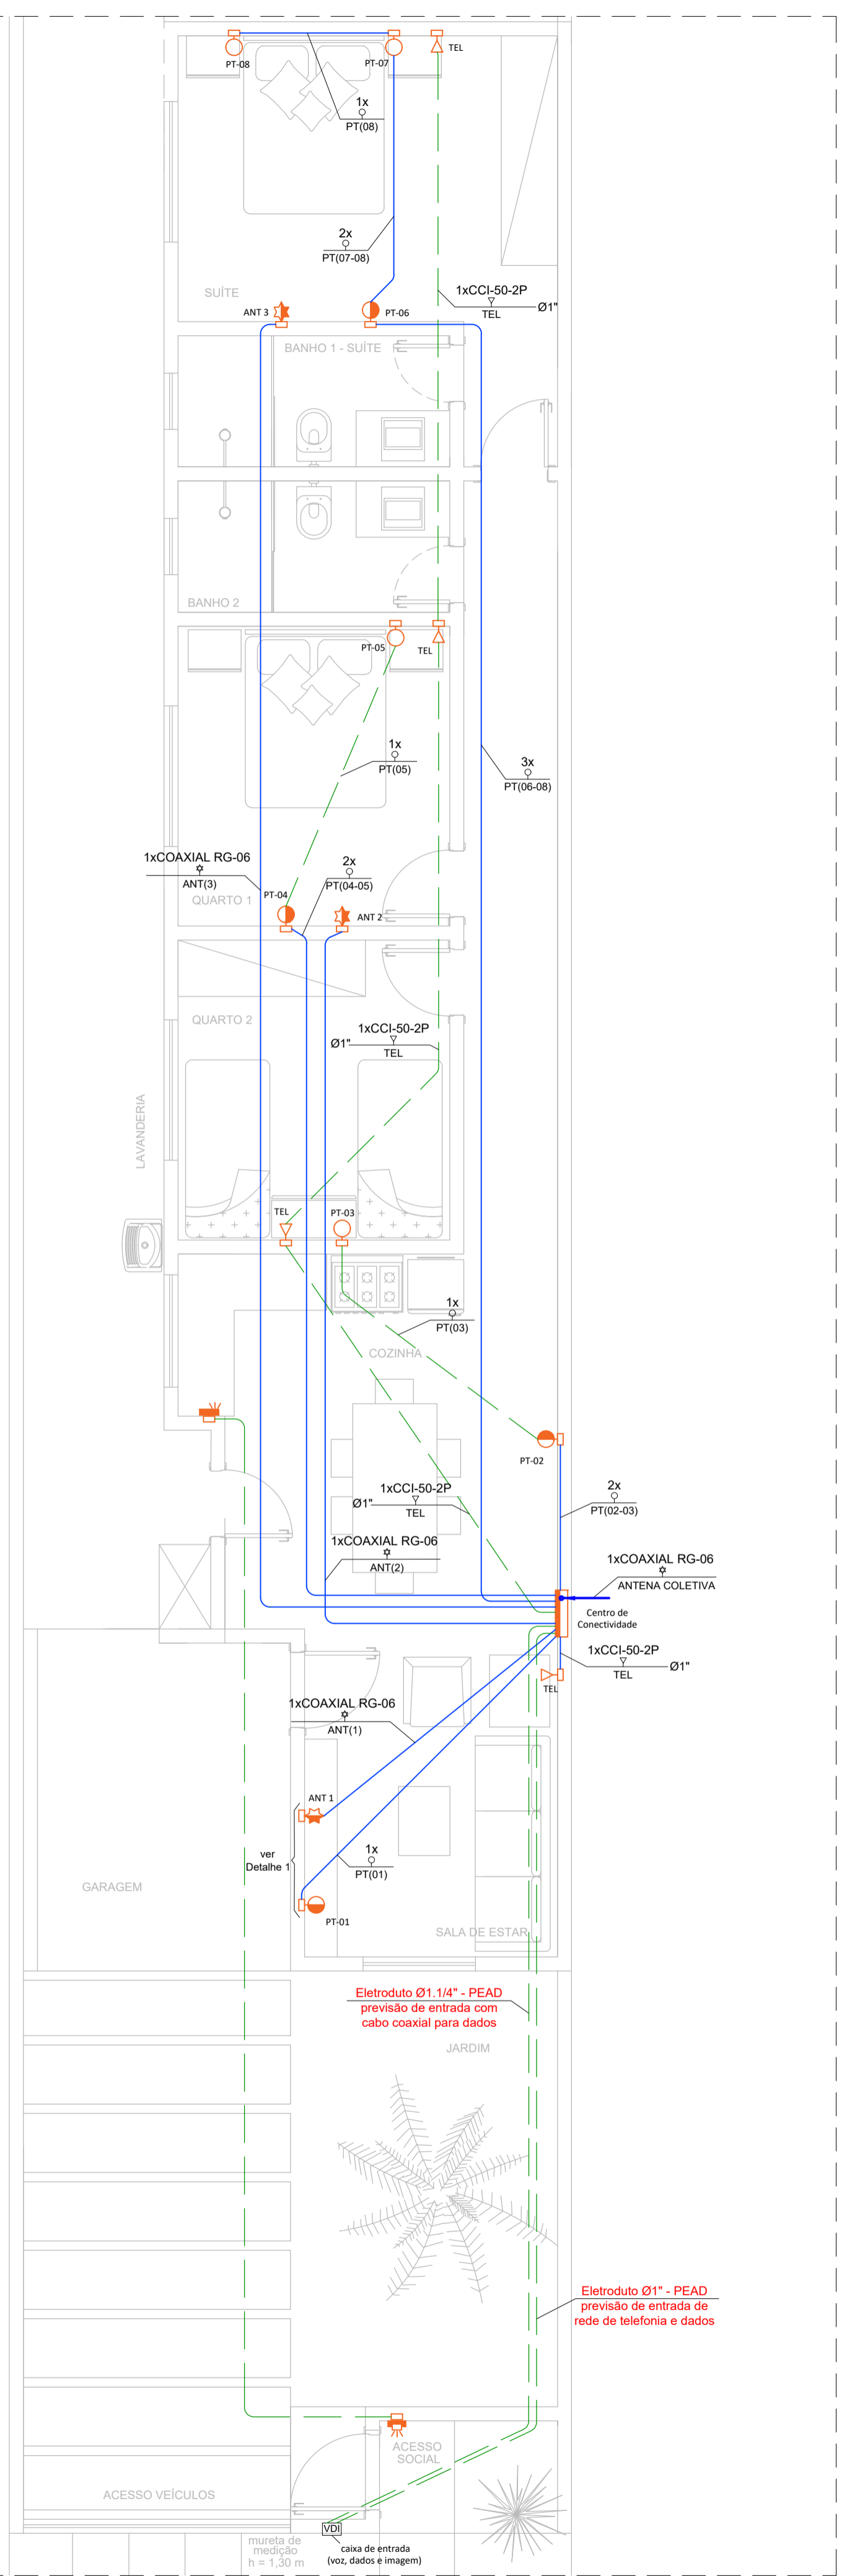 PT-08
PT-07
TEL
1x
PT(08)
2x
PT(07-08)
SUÍTE
1xCCI-50-2P
TEL
Ø1"
ANT 3
PT-06
BANHO 1 - SUÍTE
BANHO 2
PT-05
TEL
1x
PT(05)
3x
PT(06-08)
1xCOAXIAL RG-06
ANT(3)
2x
PT(04-05)
PT-04
QUARTO 1
ANT 2
QUARTO 2
1xCCI-50-2P
Ø1"
TEL
LAVANDERIA
TEL
PT-03
1x
PT(03)
COZINHA
PT-02
1xCCI-50-2P
Ø1"
TEL
2x
PT(02-03)
1xCOAXIAL RG-06
ANT(2)
1xCOAXIAL RG-06
ANTENA COLETIVA
Centro de
Conectividade
1xCCI-50-2P
TEL
Ø1"
TEL
1xCOAXIAL RG-06
ANT(1)
ANT 1
ver
Detalhe 1
1x
PT(01)
GARAGEM
PT-01
SALA DE ESTAR
Eletroduto Ø1.1/4" - PEAD
previsão de entrada com
cabo coaxial para dados
JARDIM
Eletroduto Ø1" - PEAD
previsão de entrada de
rede de telefonia e dados
ACESSO
SOCIAL
ACESSO VEÍCULOS
VDI
mureta de
medição
h = 1,30 m
caixa de entrada
(voz, dados e imagem)